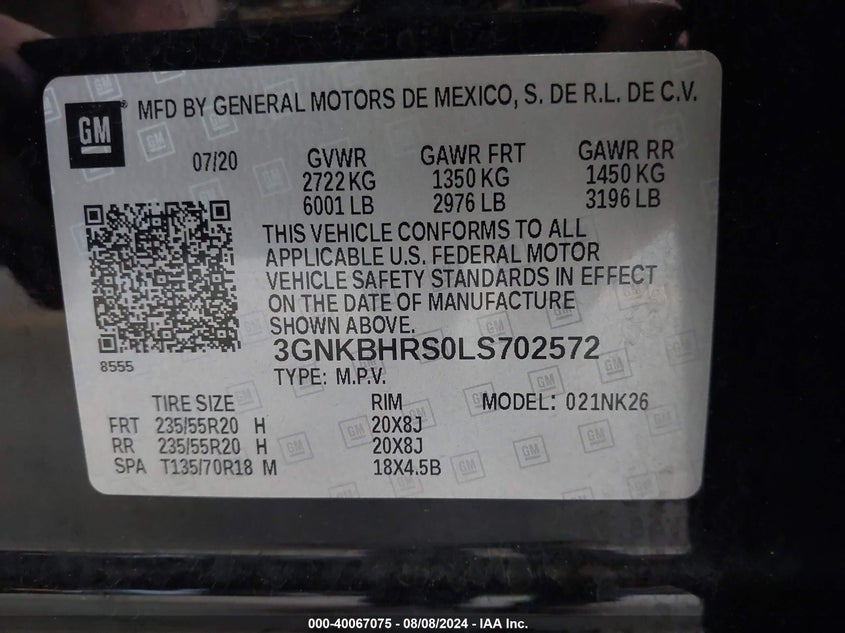 GM
MFD BY GENERAL MOTORS DE MEXICO, S. DE R.L. DE C.V.
07/20 GVWR GAWR FRT GAWR RR
2722 KG 1350 KG 1450 KG
6001 LB 2976 LB 3196 LB
THIS VEHICLE CONFORMS TO ALL
APPLICABLE U.S. FEDERAL MOTOR
VEHICLE SAFETY STANDARDS IN EFFECT
ON THE DATE OF MANUFACTURE
SHOWN ABOVE.
8555
3GNKBHRS0LS702572
TYPE: M.P.V.
TIRE SIZE RIM MODEL: 021NK26
FRT 235/55R20 H 20X8J
RR 235/55R20 H 20X8J
SPA T135/70R18 M 18X4.5B
000-40067075 - 08/08/2024 - IAA Inc.